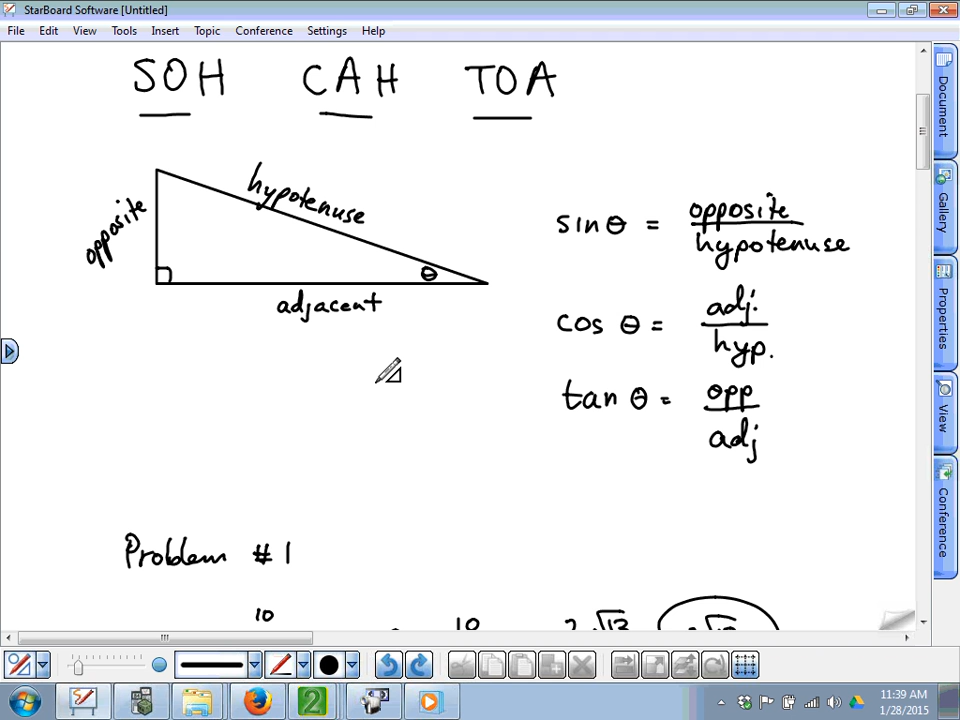 StarBoard Software [Untitled]
File Edit View Tools Insert Topic Conference Settings Help
SOH CAH TOA
hypotenuse
opposite
θ
adjacent
sin θ = opposite
hypotenuse
cos θ = adj.
hyp.
tan θ = opp
adj
Problem # 1
10
10
Document
Gallery
Properties
View
Conference
2
11:39 AM
1/28/2015